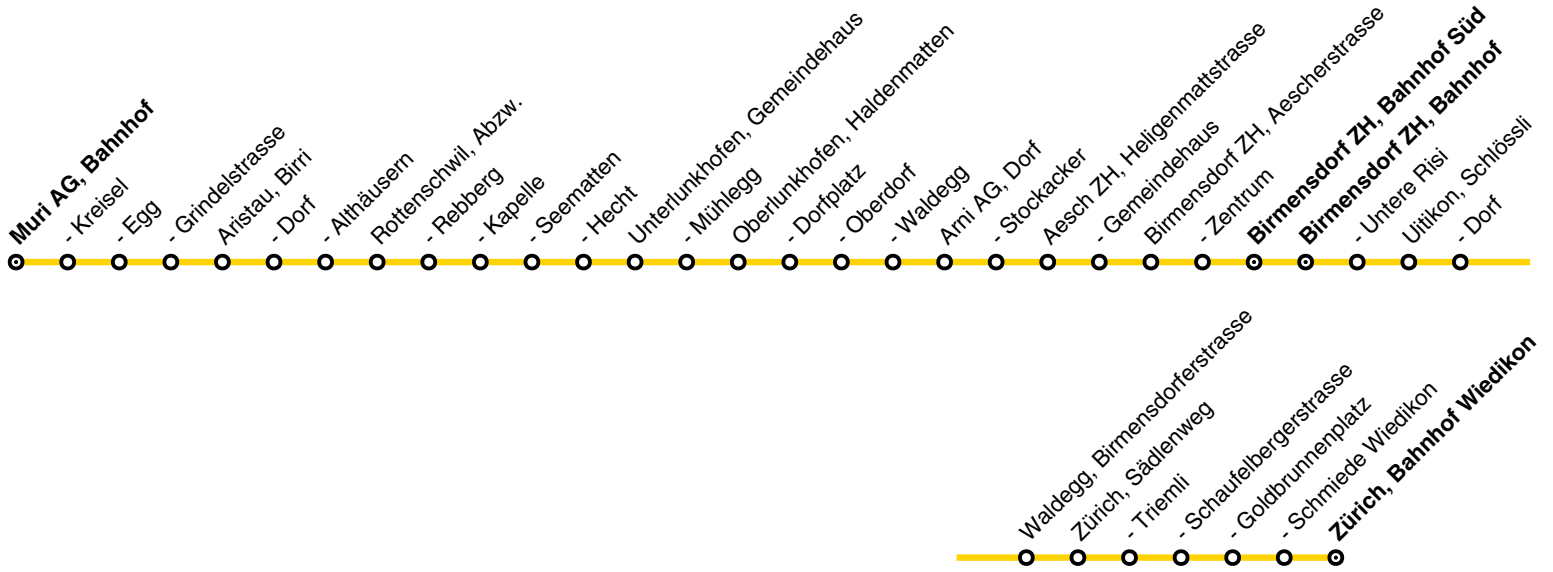 Muri AG, Bahnhof
- Kreisel
- Egg
- Grindelstrasse
Aristau, Birri
- Dorf
- Althäusern
Rottenschwil, Abzw.
- Rebberg
- Kapelle
- Seematten
- Hecht
Unterlunkhofen, Gemeindehaus
- Mühlegg
Oberlunkhofen, Haldenmatten
- Dorfplatz
- Oberdorf
- Waldegg
Arni AG, Dorf
- Stockacker
Aesch ZH, Heligenmattstrasse
- Gemeindehaus
Birmensdorf ZH, Aescherstrasse
- Zentrum
Birmensdorf ZH, Bahnhof Süd
Birmensdorf ZH, Bahnhof
- Untere Risi
Uitikon, Schlössli
- Dorf
Waldegg, Birmensdorferstrasse
Zürich, Sädlenweg
- Triemli
- Schaufelbergerstrasse
- Goldbrunnenplatz
- Schmiede Wiedikon
Zürich, Bahnhof Wiedikon